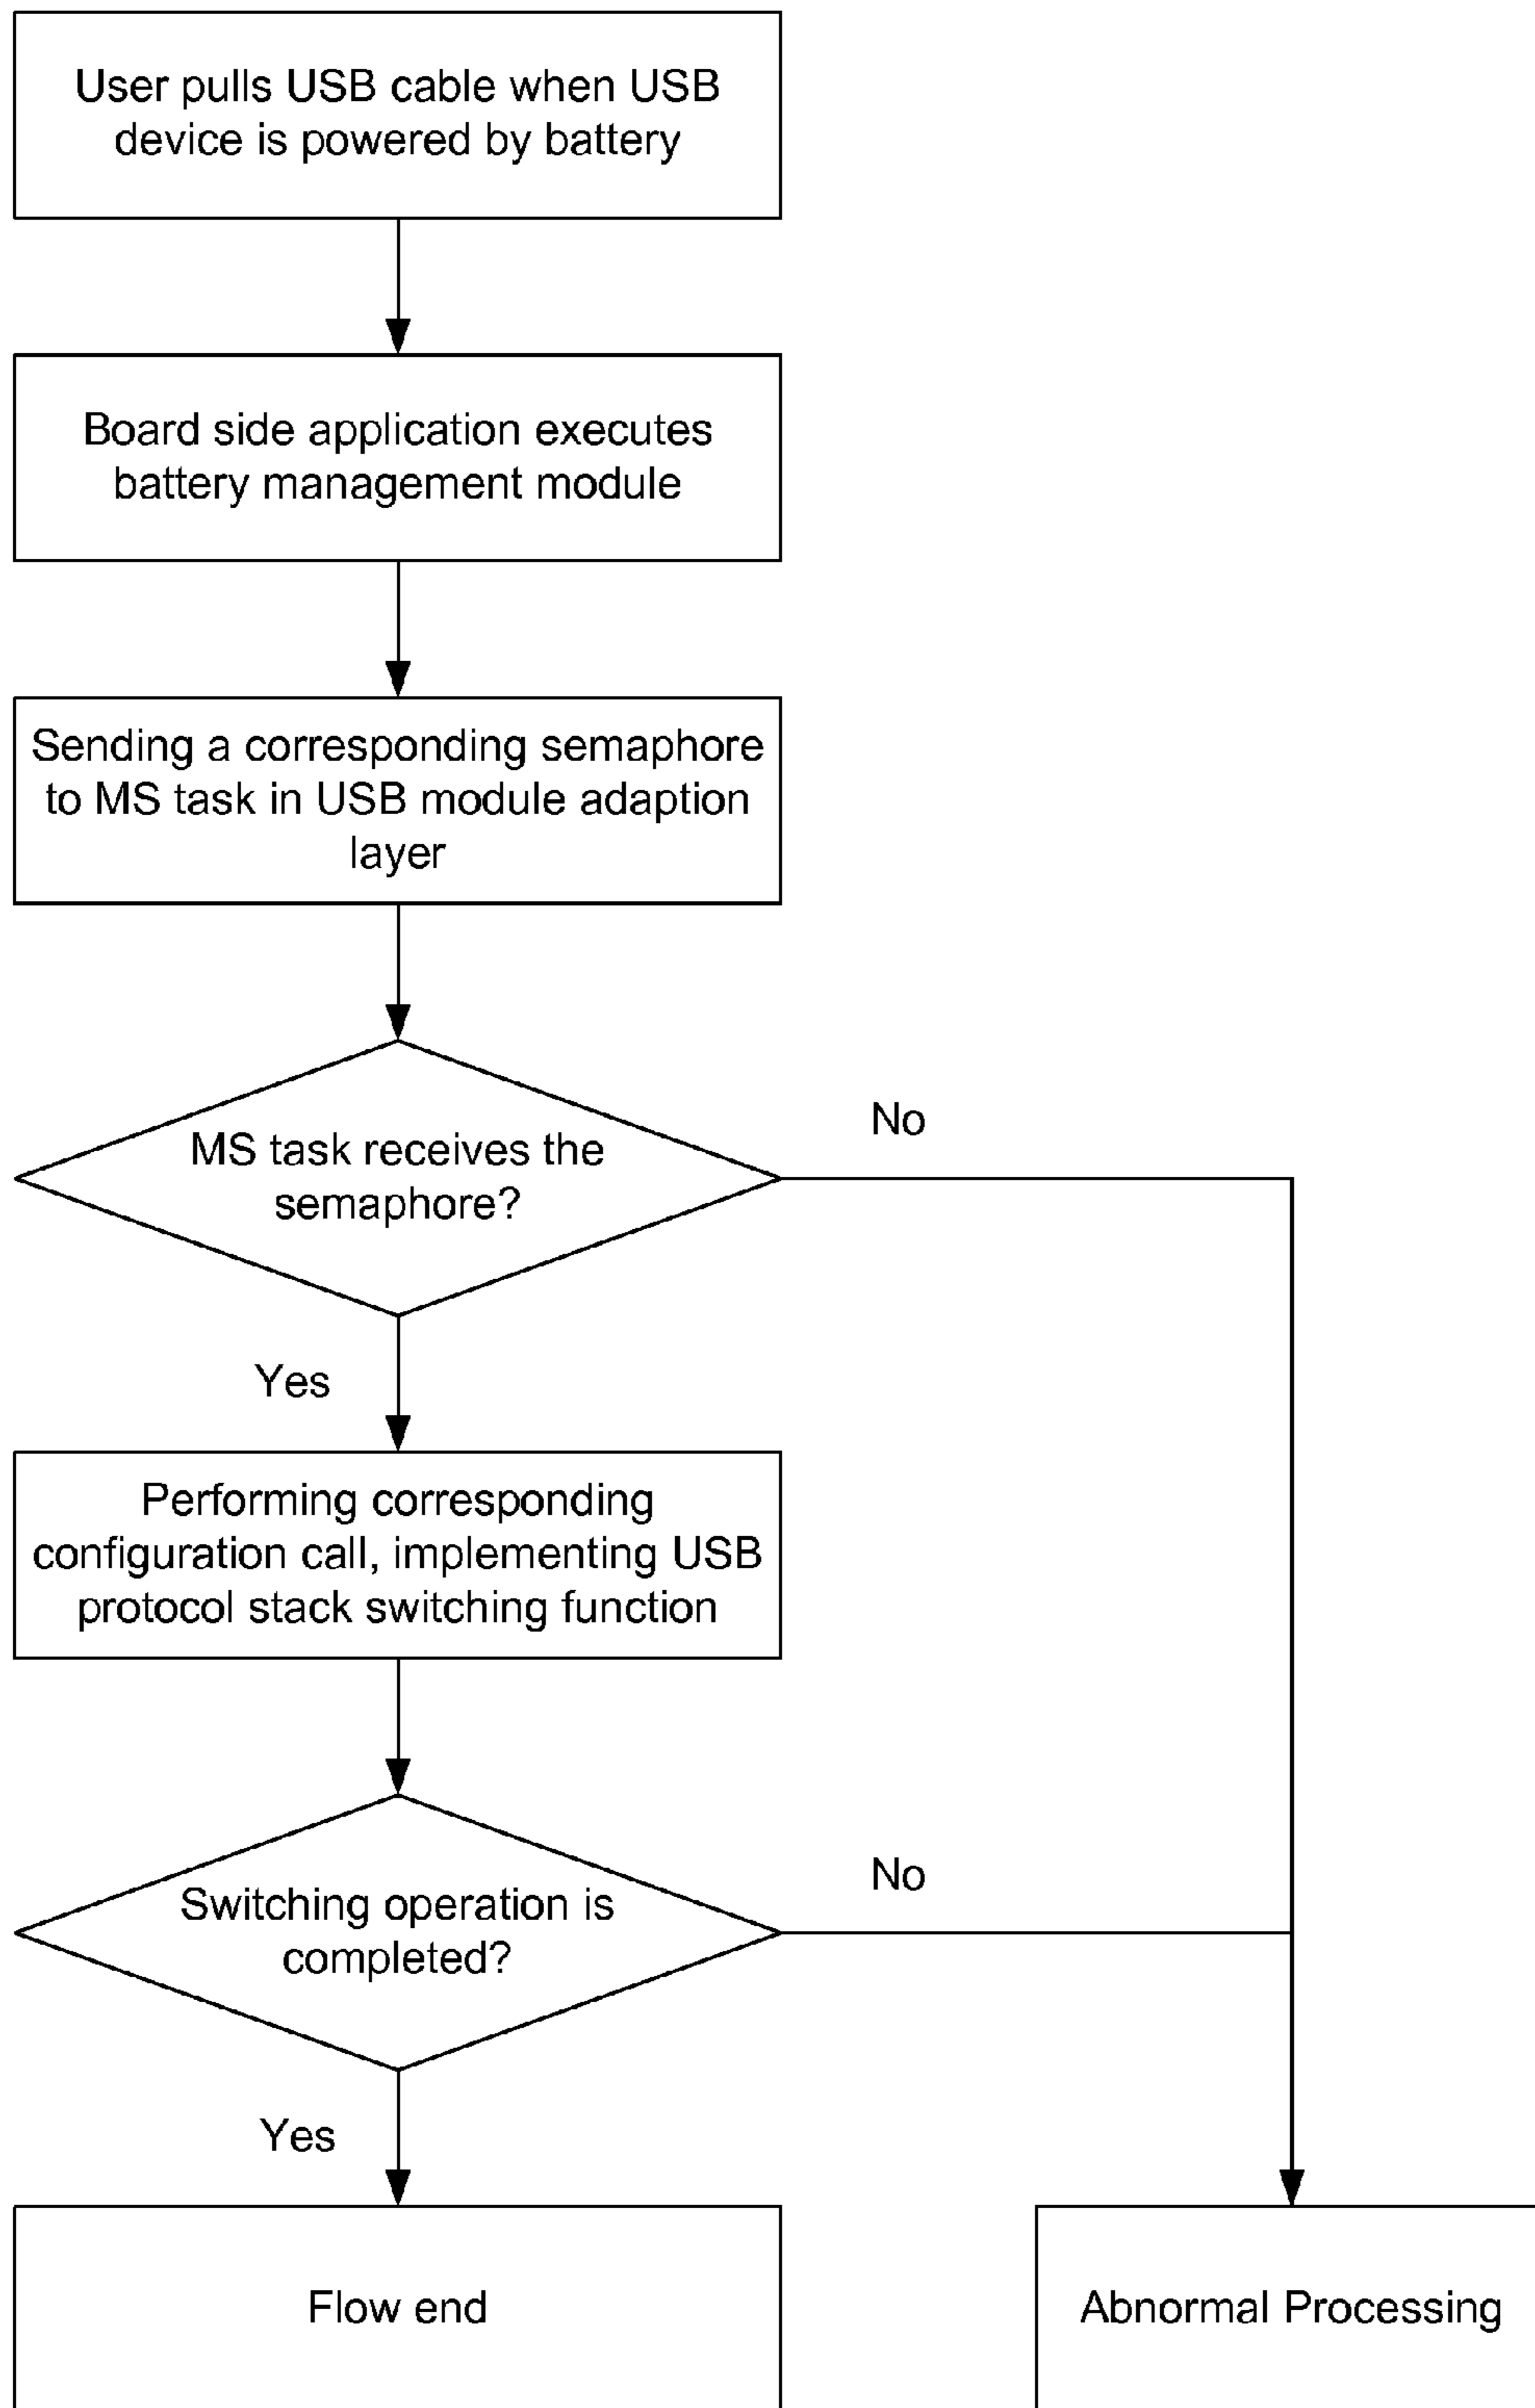 User pulls USB cable when USB
device is powered by battery
Board side application executes
battery management module
Sending a corresponding semaphore
to MS task in USB module adaption
layer
MS task receives the
semaphore?
No
Yes
Performing corresponding
configuration call, implementing USB
protocol stack switching function
Switching operation is
completed?
No
Yes
Flow end
Abnormal Processing